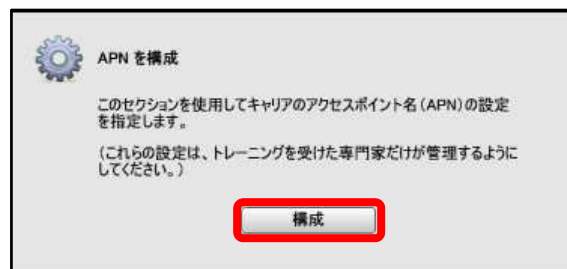 APN を構成
このセクションを使用してキャリアのアクセスポイント名(APN)の設定
を指定します。
(これらの設定は、トレーニングを受けた専門家だけが管理するように
してください。)
構成